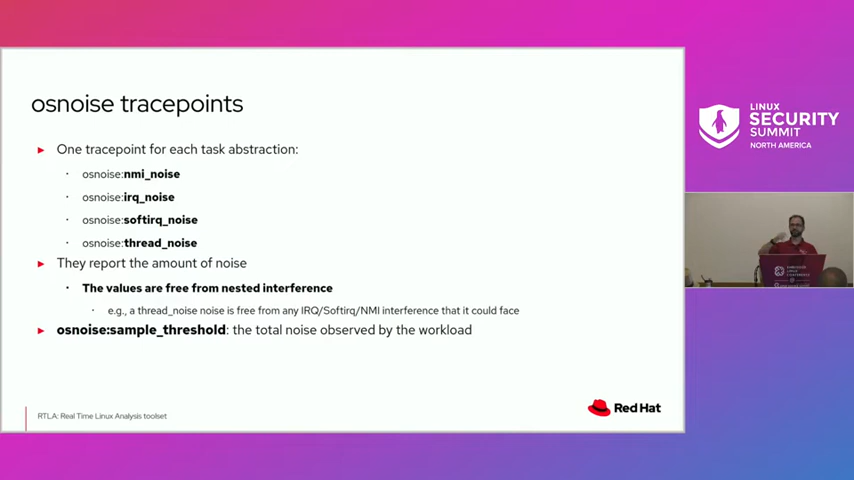 osnoise tracepoints
► One tracepoint for each task abstraction:
· osnoise:nmi_noise
· osnoise:irq_noise
· osnoise:softirq_noise
· osnoise:thread_noise
► They report the amount of noise
· The values are free from nested interference
· e.g., a thread_noise noise is free from any IRQ/Softirq/NMI interference that it could face
► osnoise:sample_threshold: the total noise observed by the workload
RTLA: Real Time Linux Analysis toolset
Red Hat
LINUX
SECURITY
SUMMIT
NORTH AMERICA